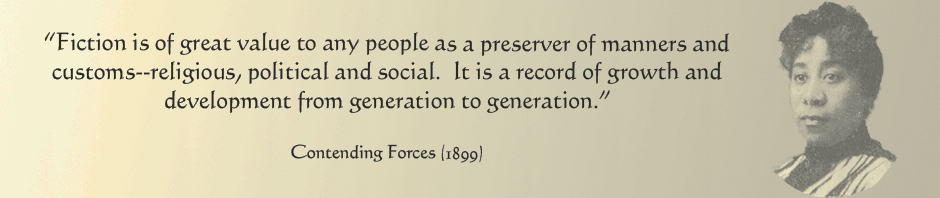 “Fiction is of great value to any people as a preserver of manners and
customs--religious, political and social.  It is a record of growth and
development from generation to generation.”
Contending Forces (1899)